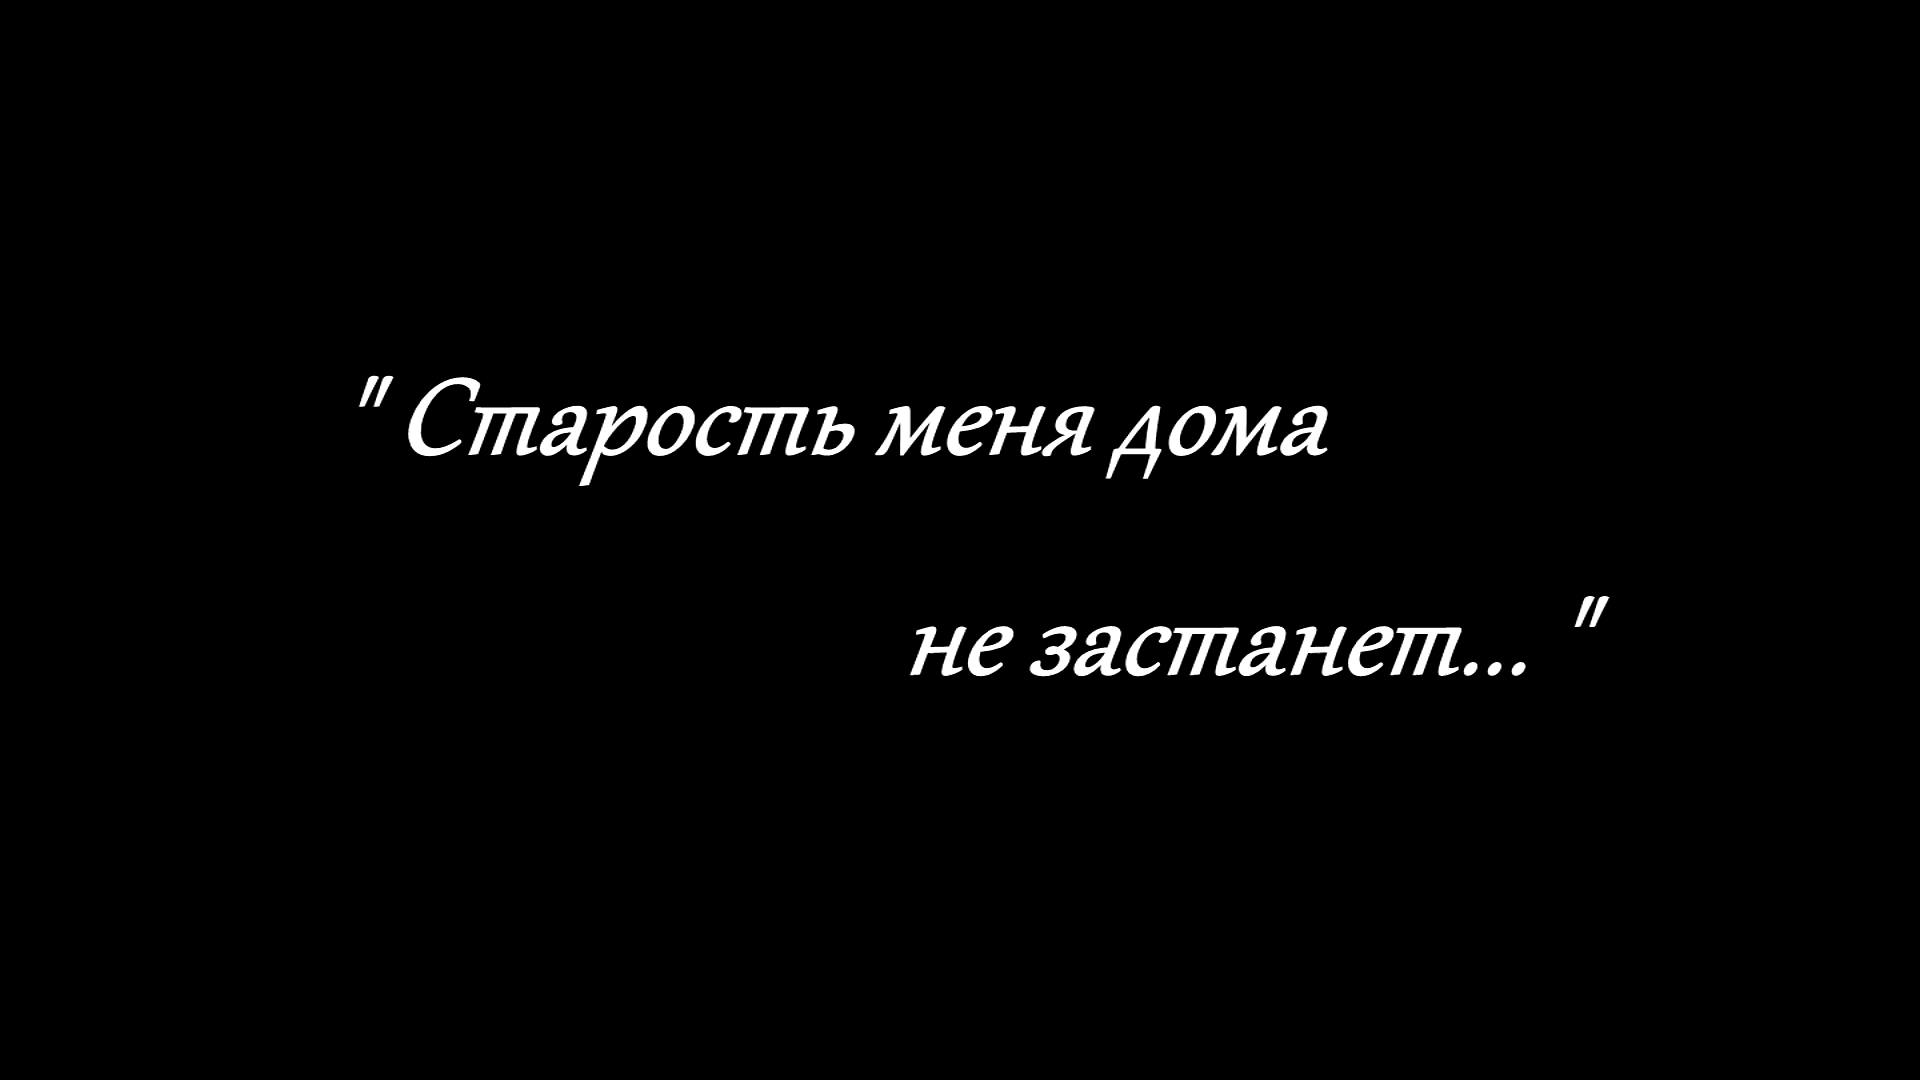 " Старость меня дома
не застанет... "